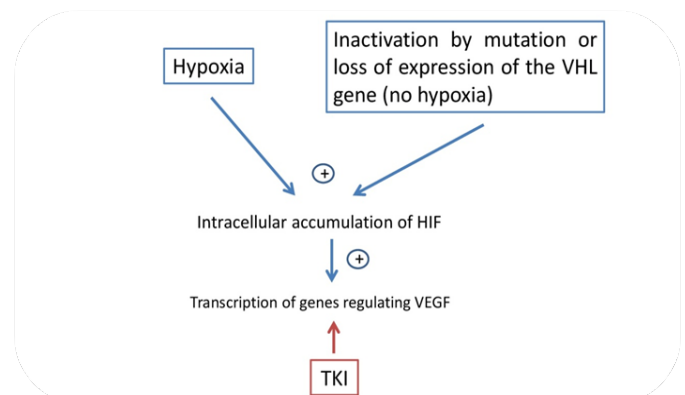 Hypoxia
Inactivation by mutation or
loss of expression of the VHL
gene (no hypoxia)
+
Intracellular accumulation of HIF
+
Transcription of genes regulating VEGF
TKI